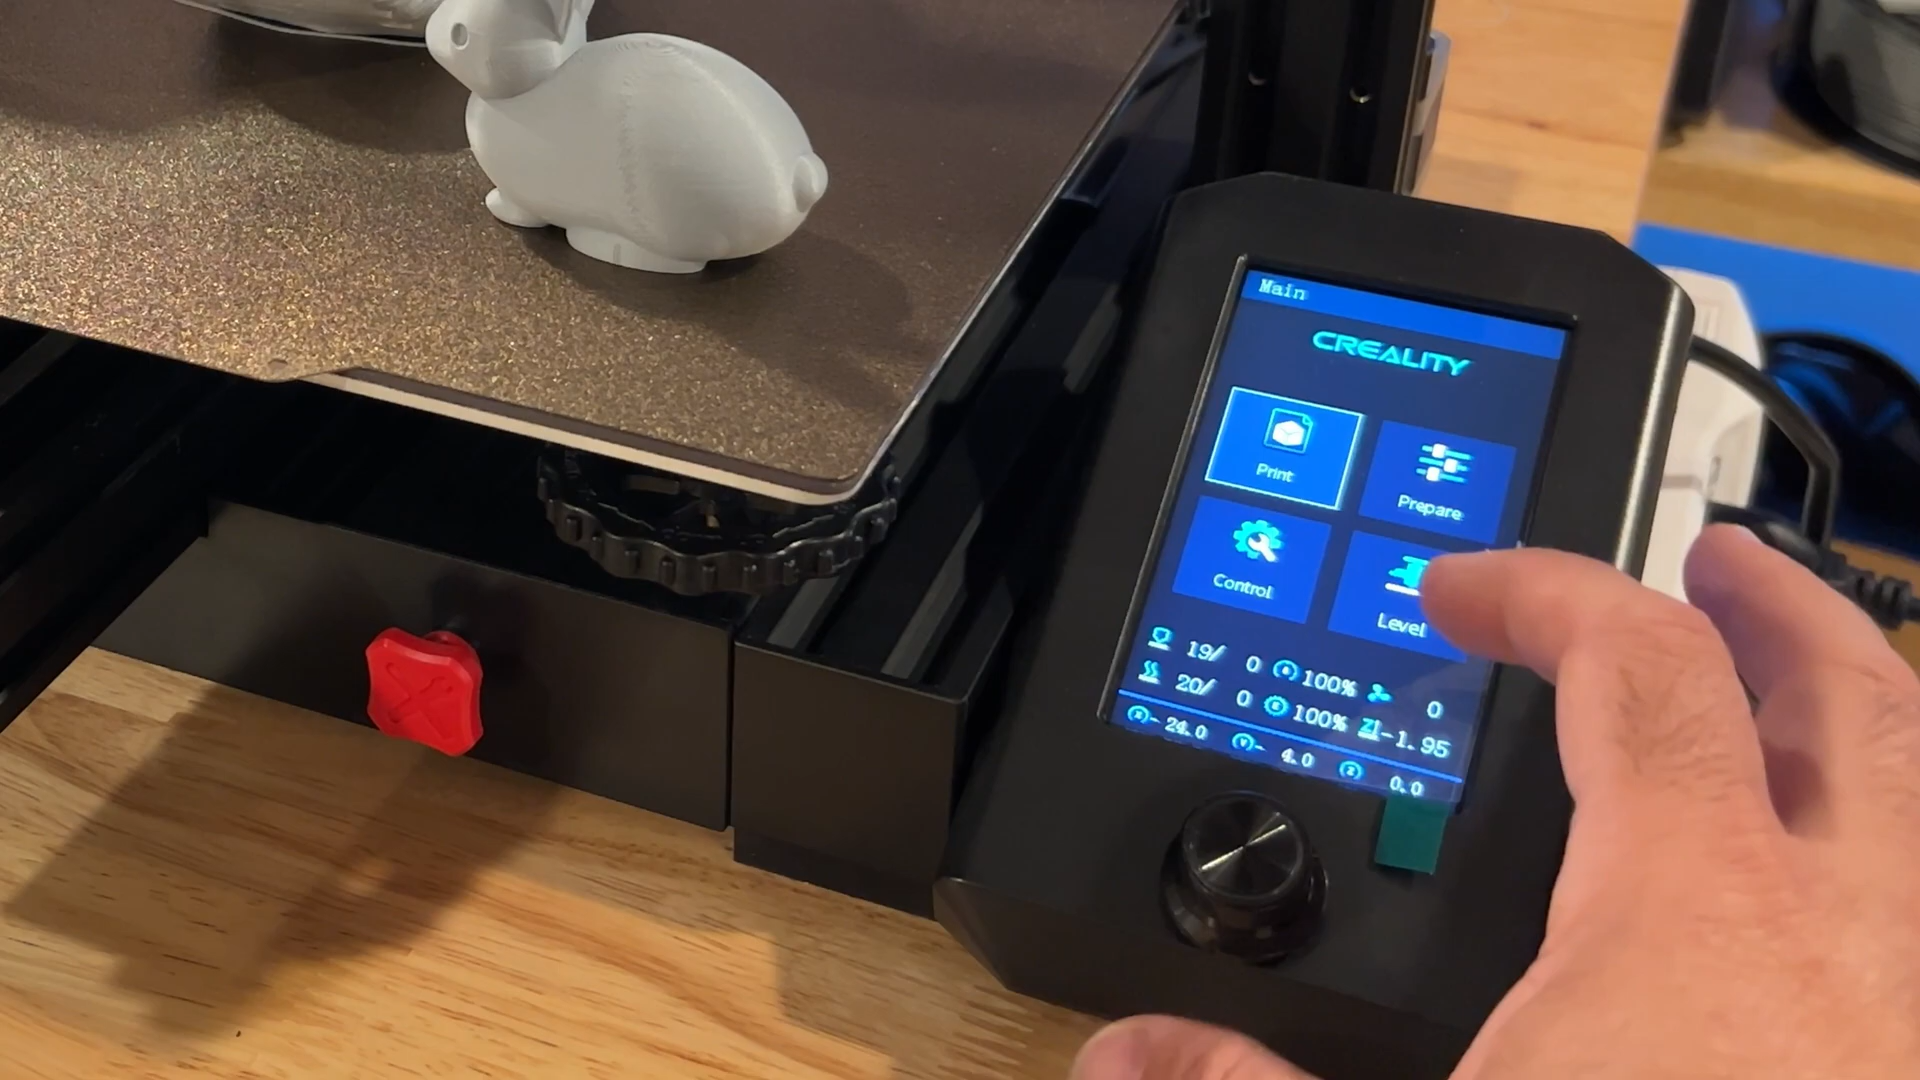 Main
CREALITY
Print
Prepare
Control
Level
19/ 0 100% 0
20/ 0 100% Z -1.95
X- 24.0 Y- 4.0 Z 0.0